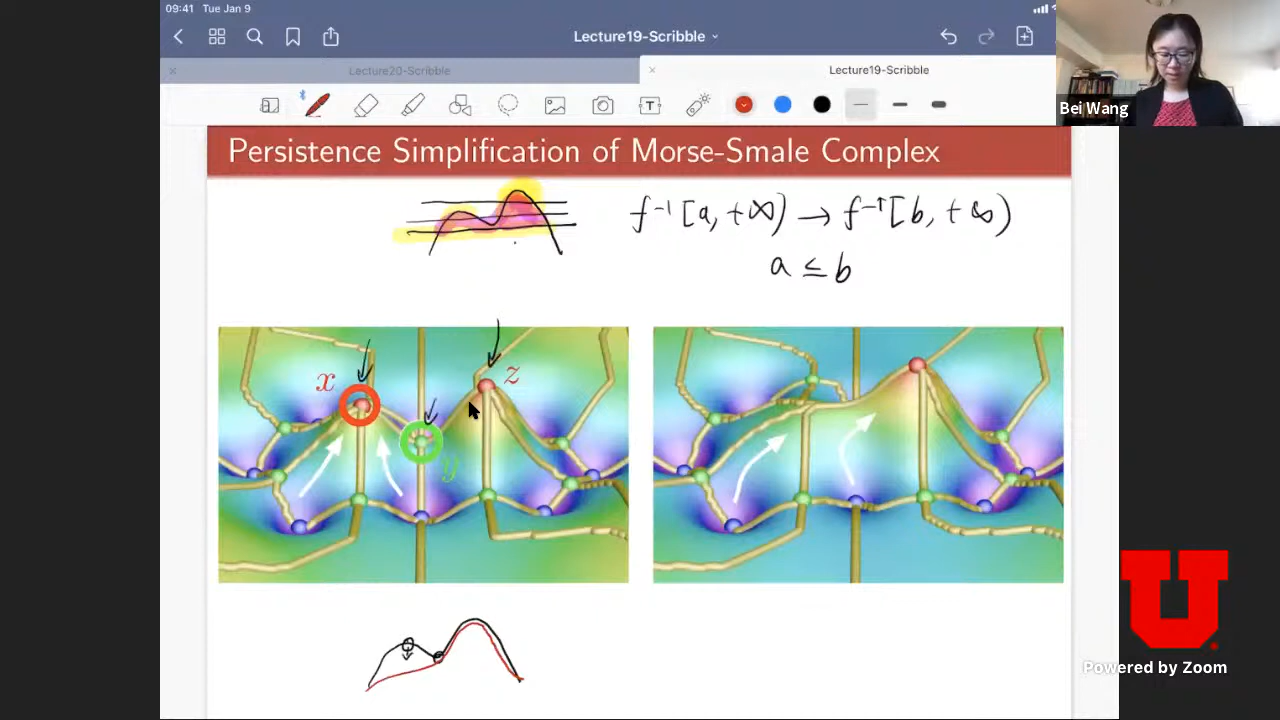 09:41 Tue Jan 9
Lecture19-Scribble
Lecture20-Scribble
Lecture19-Scribble
Bei Wang
Persistence Simplification of Morse-Smale Complex
f⁻¹ [a, +∞) → f⁻¹ [b, +∞)
a ≤ b
x
z
y
U
Powered by Zoom